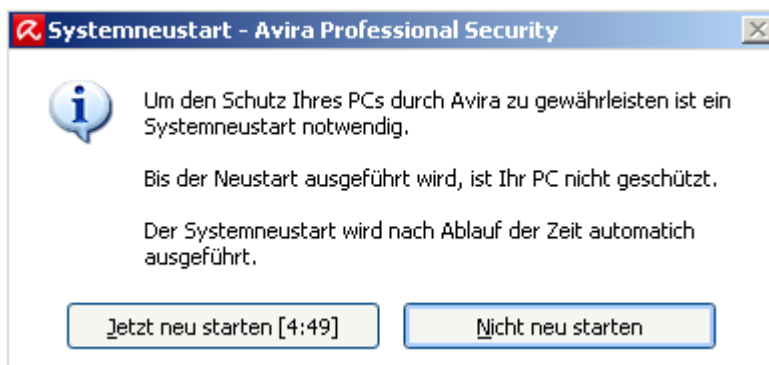 Systemneustart - Avira Professional Security
Um den Schutz Ihres PCs durch Avira zu gewährleisten ist ein
Systemneustart notwendig.
Bis der Neustart ausgeführt wird, ist Ihr PC nicht geschützt.
Der Systemneustart wird nach Ablauf der Zeit automatich
ausgeführt.
Jetzt neu starten [4:49]
Nicht neu starten